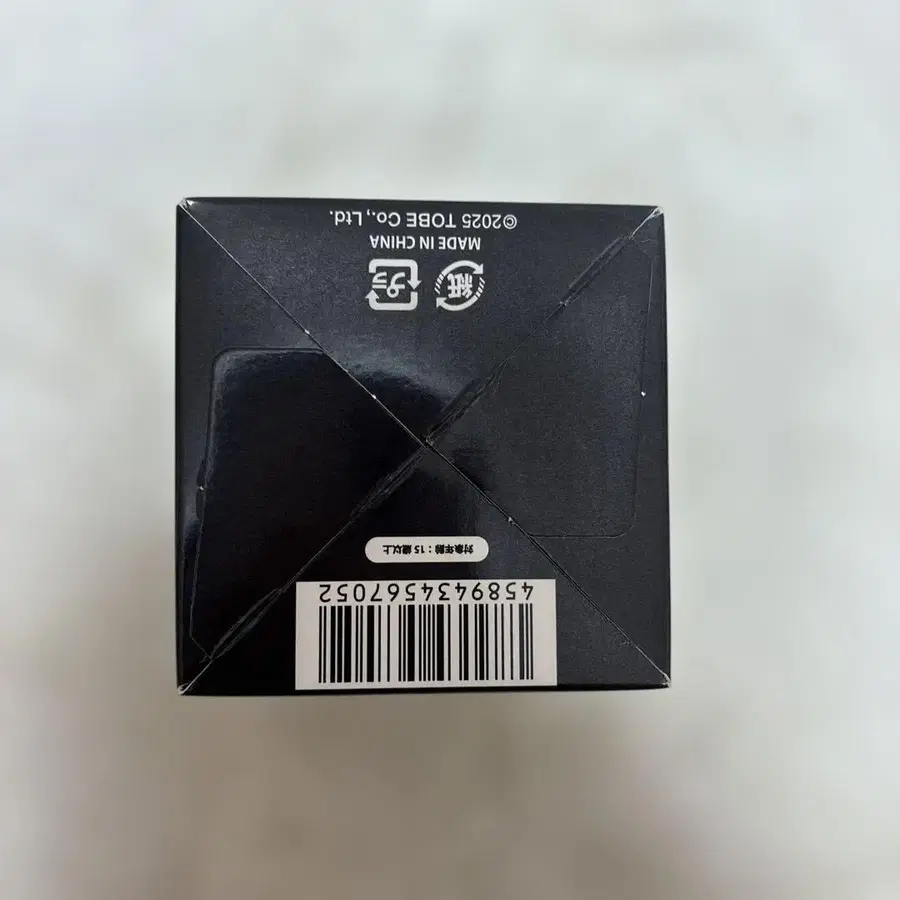 4589434567052
対象年齢：15歳以上
紙 プラ
MADE IN CHINA
©2025 TOBE Co., Ltd.